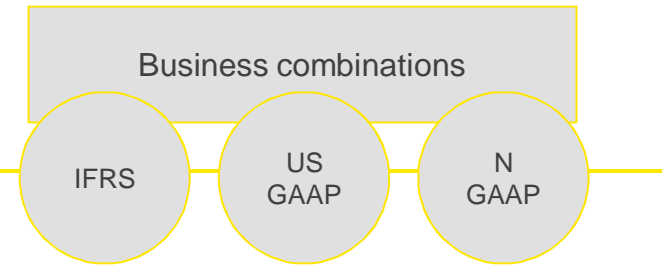 Business combinations
IFRS
US
GAAP
N
GAAP